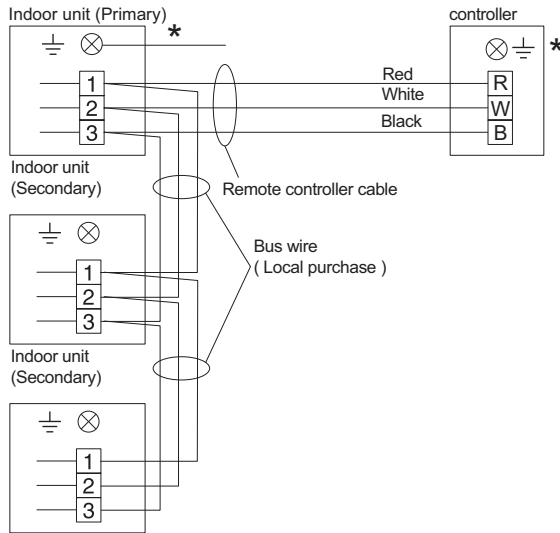 Indoor unit (Primary)
*
controller
*
1
2
3
Red
White
Black
R
W
B
Indoor unit
(Secondary)
Remote controller cable
Bus wire
( Local purchase )
1
2
3
Indoor unit
(Secondary)
1
2
3